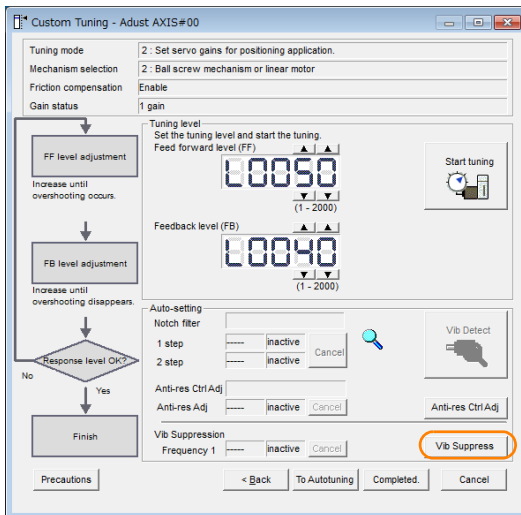 Custom Tuning - Adust AXIS#00
Tuning mode 2 : Set servo gains for positioning application.
Mechanism selection 2 : Ball screw mechanism or linear motor
Friction compensation Enable
Gain status 1 gain
FF level adjustment
Increase until
overshooting occurs.
FB level adjustment
Increase until
overshooting disappears.
Response level OK?
No
Yes
Finish
Tuning level
Set the tuning level and start the tuning.
Feed forward level (FF)
L0050
(1 - 2000)
Feedback level (FB)
L0040
(1 - 2000)
Start tuning
Auto-setting
Notch filter
1 step ----- inactive
2 step ----- inactive
Cancel
Vib Detect
Anti-res Ctrl Adj
Anti-res Adj ----- inactive Cancel
Anti-res Ctrl Adj
Vib Suppression
Frequency 1 ----- inactive Cancel
Vib Suppress
Precautions
< Back
To Autotuning
Completed.
Cancel